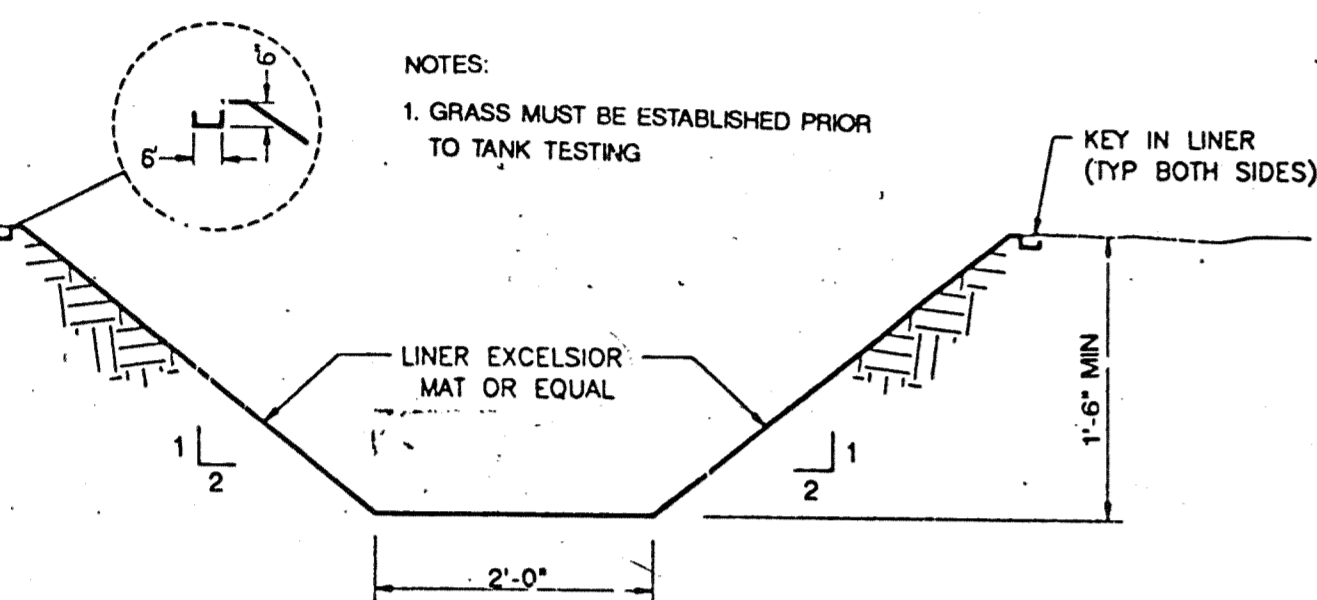 6"
6"
NOTES:
1. GRASS MUST BE ESTABLISHED PRIOR
TO TANK TESTING
KEY IN LINER
(TYP BOTH SIDES)
LINER EXCELSIOR
MAT OR EQUAL
1'-6" MIN
1
2
1
2
2'-0"